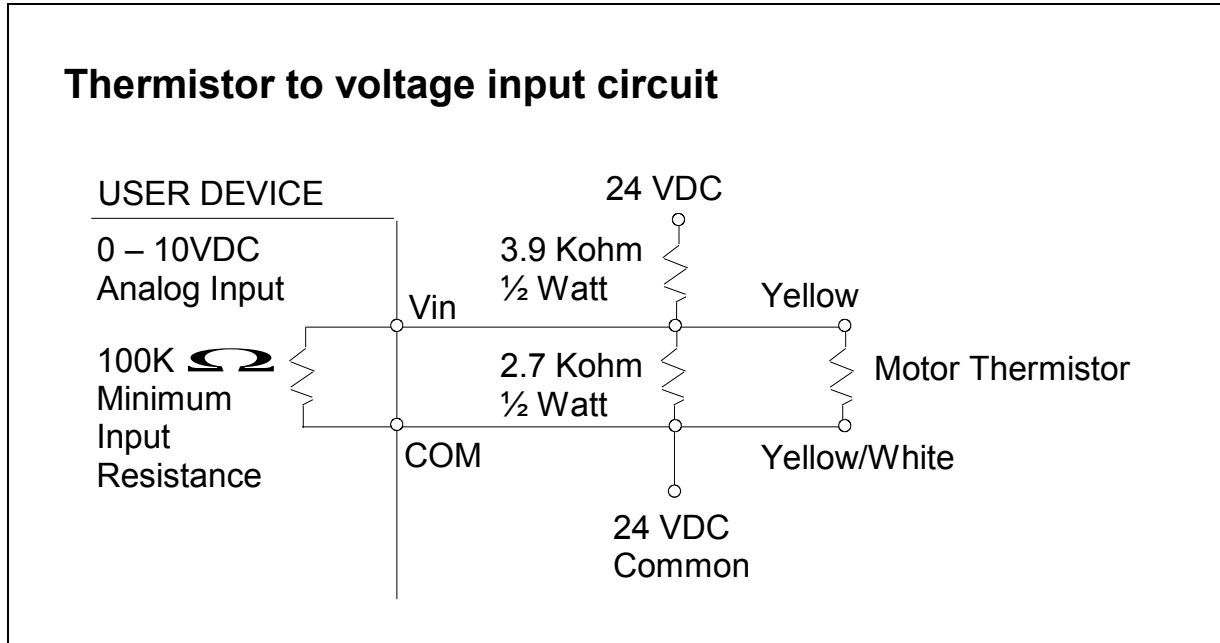 Thermistor to voltage input circuit
USER DEVICE
0 – 10VDC
Analog Input
100K Ω
Minimum
Input
Resistance
Vin
COM
24 VDC
3.9 Kohm
½ Watt
2.7 Kohm
½ Watt
24 VDC
Common
Yellow
Motor Thermistor
Yellow/White